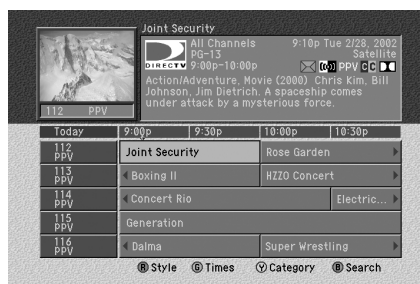 Joint Security
All Channels 9:10p Tue 2/28, 2002
PG-13 Satellite
DIRECTV 9:00p-10:00p PPV CC
Action/Adventure, Movie (2000) Chris Kim, Bill
Johnson, Jim Dietrich. A spaceship comes
under attack by a mysterious force.
112 PPV
Today 9:00p 9:30p 10:00p 10:30p
112 PPV Joint Security Rose Garden
113 PPV Boxing II HZZO Concert
114 PPV Concert Rio Electric...
115 PPV Generation
116 PPV Dalma Super Wrestling
R Style G Times Y Category B Search